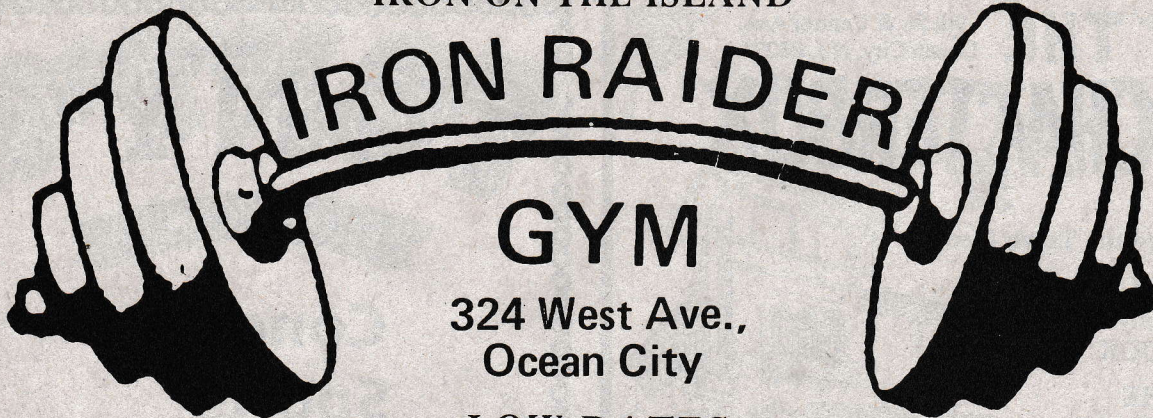 IRON ON THE ISLAND
IRON RAIDER
GYM
324 West Ave.,
Ocean City
LOW RATES